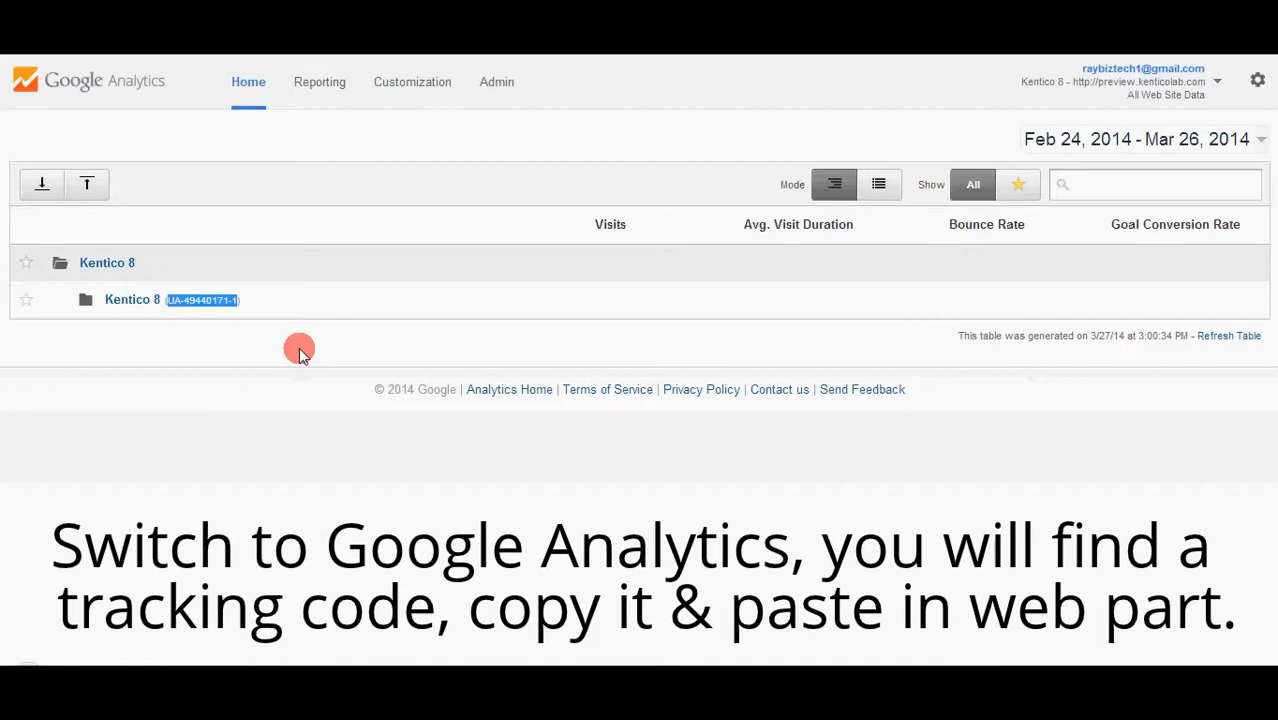 Google Analytics
Home Reporting Customization Admin
raybiztech1@gmail.com
Kentico 8 - http://preview.kenticolab.com
All Web Site Data
Feb 24, 2014 - Mar 26, 2014
Mode Show All
Visits Avg. Visit Duration Bounce Rate Goal Conversion Rate
Kentico 8
Kentico 8 (UA-49440171-1)
This table was generated on 3/27/14 at 3:00:34 PM - Refresh Table
© 2014 Google | Analytics Home | Terms of Service | Privacy Policy | Contact us | Send Feedback
Switch to Google Analytics, you will find a
tracking code, copy it & paste in web part.